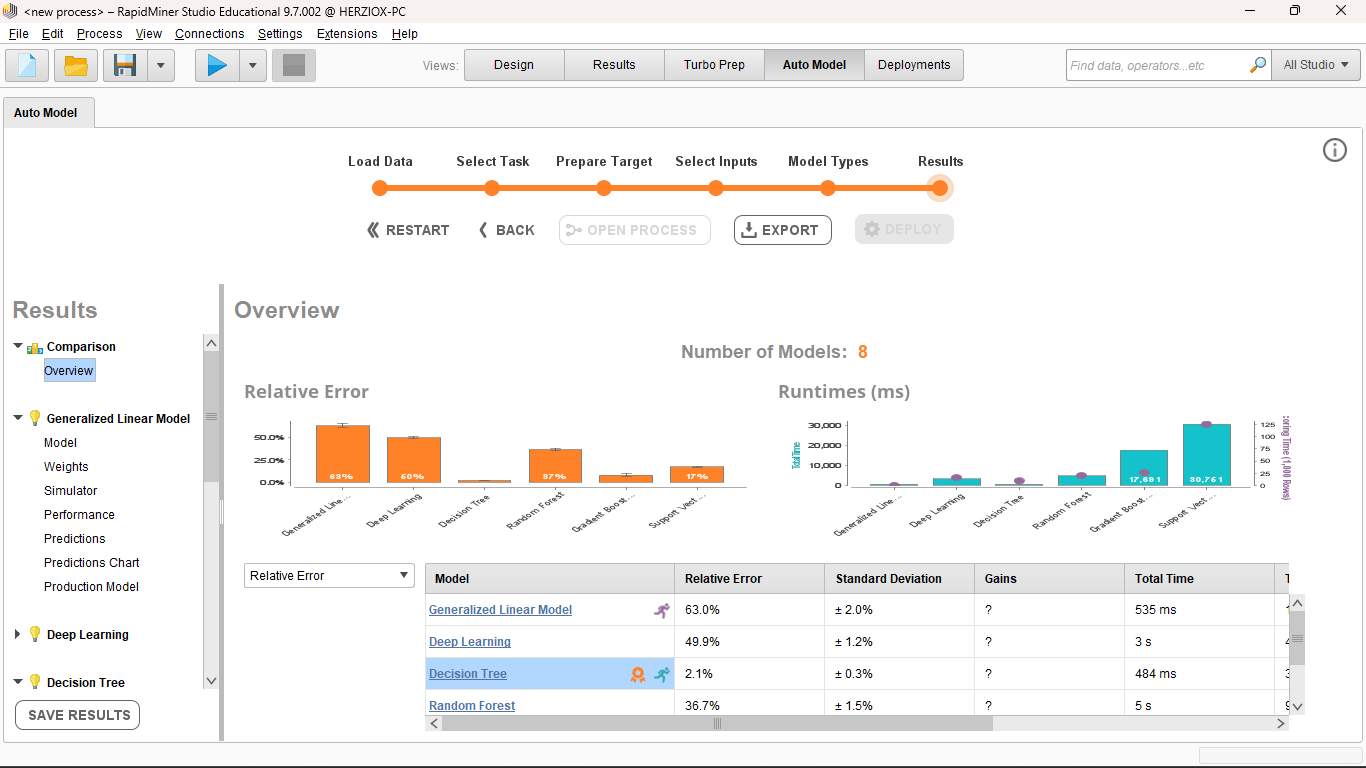 <new process> – RapidMiner Studio Educational 9.7.002 @ HERZIOX-PC
File Edit Process View Connections Settings Extensions Help
Views: Design Results Turbo Prep Auto Model Deployments Find data, operators...etc All Studio
Auto Model
Load Data Select Task Prepare Target Select Inputs Model Types Results
RESTART BACK OPEN PROCESS EXPORT DEPLOY
Results
Comparison
Overview
Generalized Linear Model
Model
Weights
Simulator
Performance
Predictions
Predictions Chart
Production Model
Deep Learning
Decision Tree
SAVE RESULTS
Overview
Number of Models: 8
Relative Error
50.0%
25.0%
0.0%
63% 50% 37% 17%
Generalized Line... Deep Learning Decision Tree Random Forest Gradient Boost... Support Vect...
Runtimes (ms)
Total Time
30,000
20,000
10,000
0
17,691 30,751
125
100
75
50
25
0
oring Time (1,000 Rows)
Generalized Line... Deep Learning Decision Tree Random Forest Gradient Boost... Support Vect...
Relative Error
Model Relative Error Standard Deviation Gains Total Time
Generalized Linear Model 63.0% ± 2.0% ? 535 ms
Deep Learning 49.9% ± 1.2% ? 3 s
Decision Tree 2.1% ± 0.3% ? 484 ms
Random Forest 36.7% ± 1.5% ? 5 s